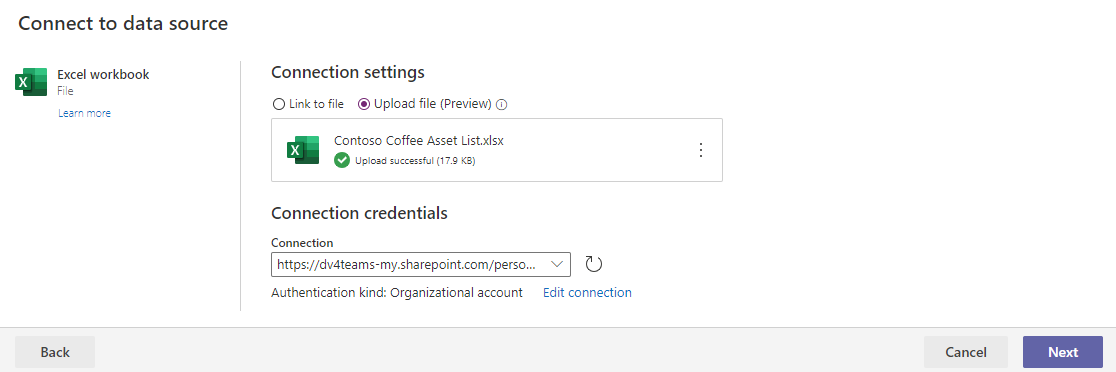 Connect to data source
Excel workbook
File
Learn more
Connection settings
Link to file Upload file (Preview)
Contoso Coffee Asset List.xlsx
Upload successful (17.9 KB)
Connection credentials
Connection
https://dv4teams-my.sharepoint.com/perso...
Authentication kind: Organizational account Edit connection
Back Cancel Next